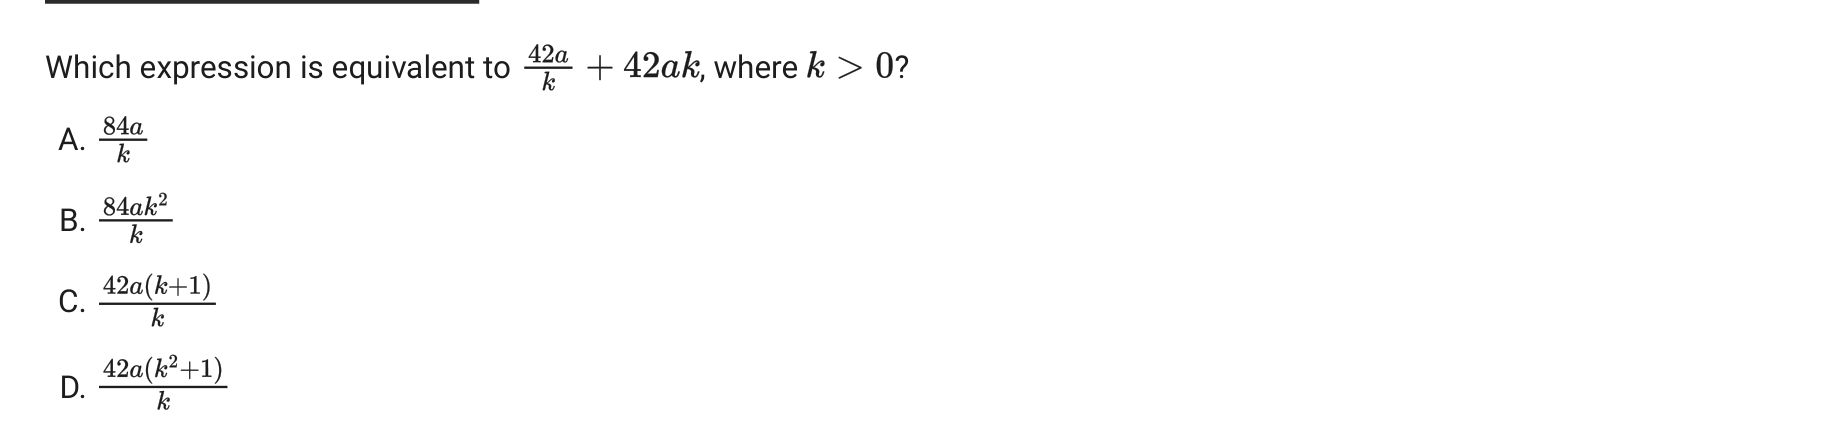 Which expression is equivalent to $\frac{42a}{k} + 42ak$, where $k > 0$?
A. $\frac{84a}{k}$
B. $\frac{84ak^2}{k}$
C. $\frac{42a(k+1)}{k}$
D. $\frac{42a(k^2+1)}{k}$